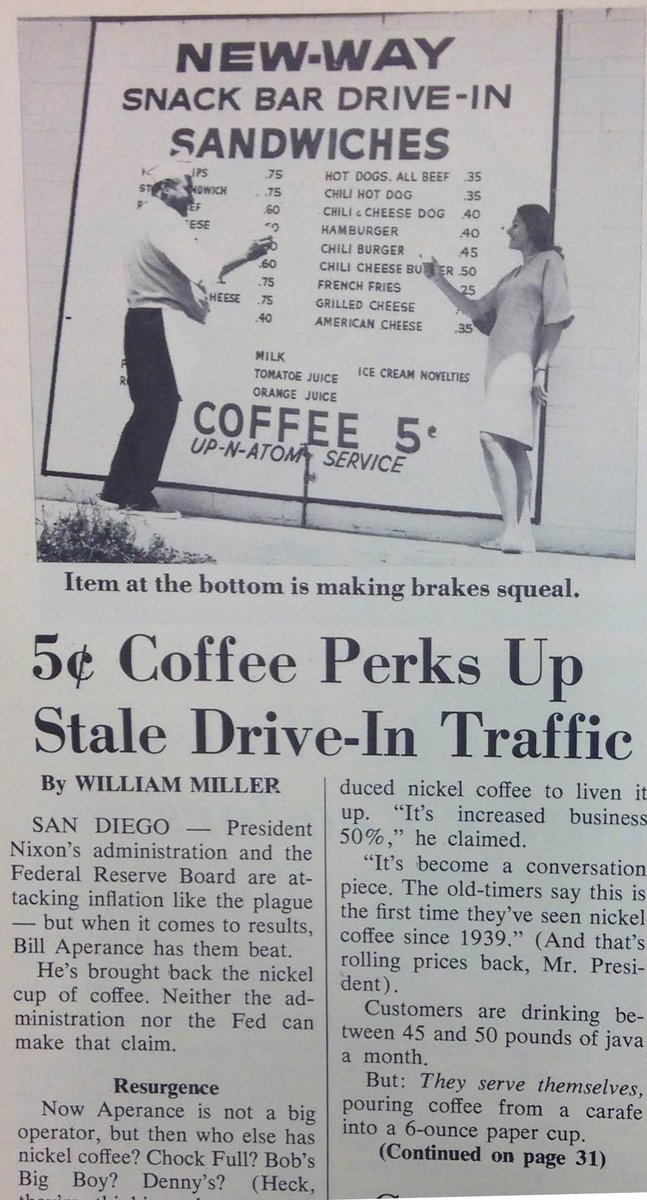 NEW-WAY
SNACK BAR DRIVE-IN
SANDWICHES
.75
.75
.60
.60
.75
HEESE .75
.40
HOT DOGS. ALL BEEF .35
CHILI HOT DOG .35
CHILI & CHEESE DOG .40
HAMBURGER .40
CHILI BURGER .45
CHILI CHEESE BU ER .50
FRENCH FRIES .25
GRILLED CHEESE
AMERICAN CHEESE .35
MILK
TOMATOE JUICE
ORANGE JUICE
ICE CREAM NOVELTIES
COFFEE 5¢
UP-N-ATOM SERVICE
Item at the bottom is making brakes squeal.
5¢ Coffee Perks Up
Stale Drive-In Traffic
By WILLIAM MILLER
SAN DIEGO — President
Nixon's administration and the
Federal Reserve Board are at-
tacking inflation like the plague
— but when it comes to results,
Bill Aperance has them beat.
He's brought back the nickel
cup of coffee. Neither the ad-
ministration nor the Fed can
make that claim.
Resurgence
Now Aperance is not a big
operator, but then who else has
nickel coffee? Chock Full? Bob's
Big Boy? Denny's? (Heck,
duced nickel coffee to liven it
up. "It's increased business
50%," he claimed.
"It's become a conversation
piece. The old-timers say this is
the first time they've seen nickel
coffee since 1939." (And that's
rolling prices back, Mr. Presi-
dent).
Customers are drinking be-
tween 45 and 50 pounds of java
a month.
But: They serve themselves,
pouring coffee from a carafe
into a 6-ounce paper cup.
(Continued on page 31)